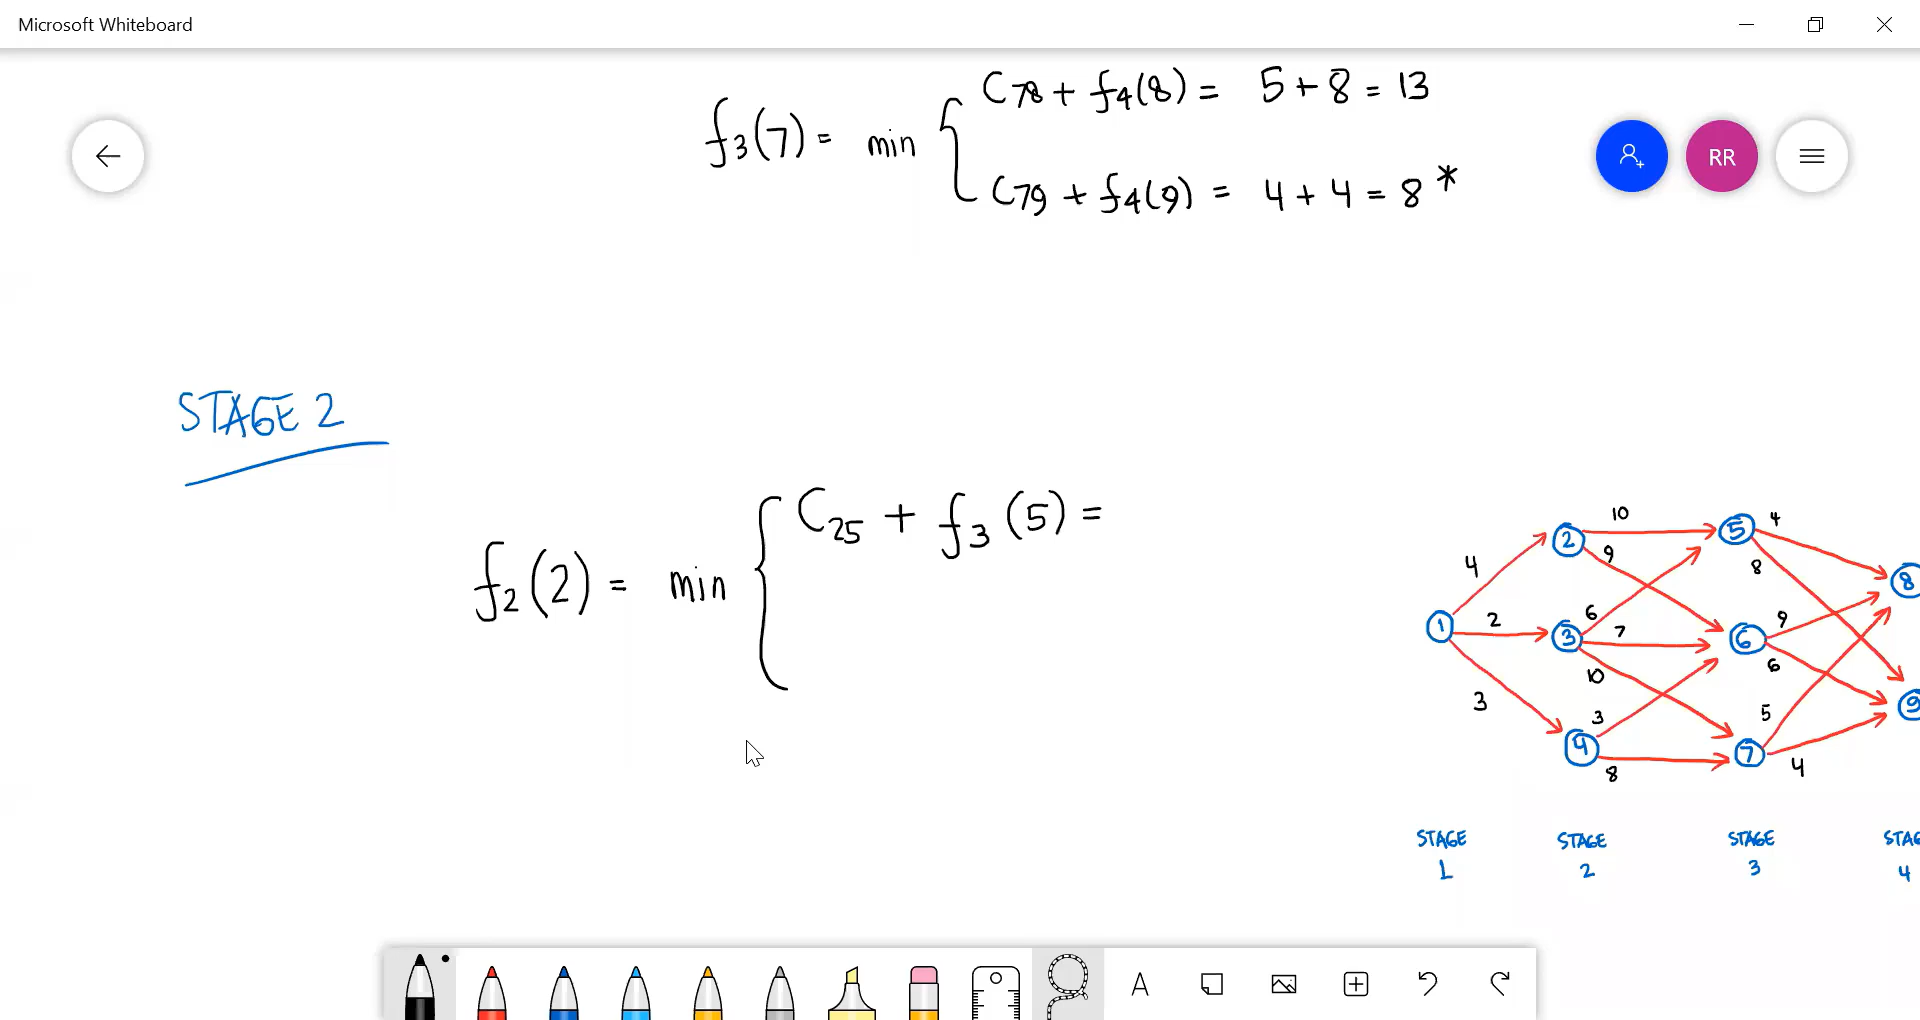 Microsoft Whiteboard
C78 + f4(8) = 5 + 8 = 13
f3(7) = min
C79 + f4(9) = 4 + 4 = 8 *
RR
STAGE 2
C25 + f3(5) =
f2(2) = min
10
4
2
5
9
8
4
8
1
2
3
6
7
6
9
9
10
6
3
3
5
4
7
8
4
STAGE 1
STAGE 2
STAGE 3
STAG 4
A